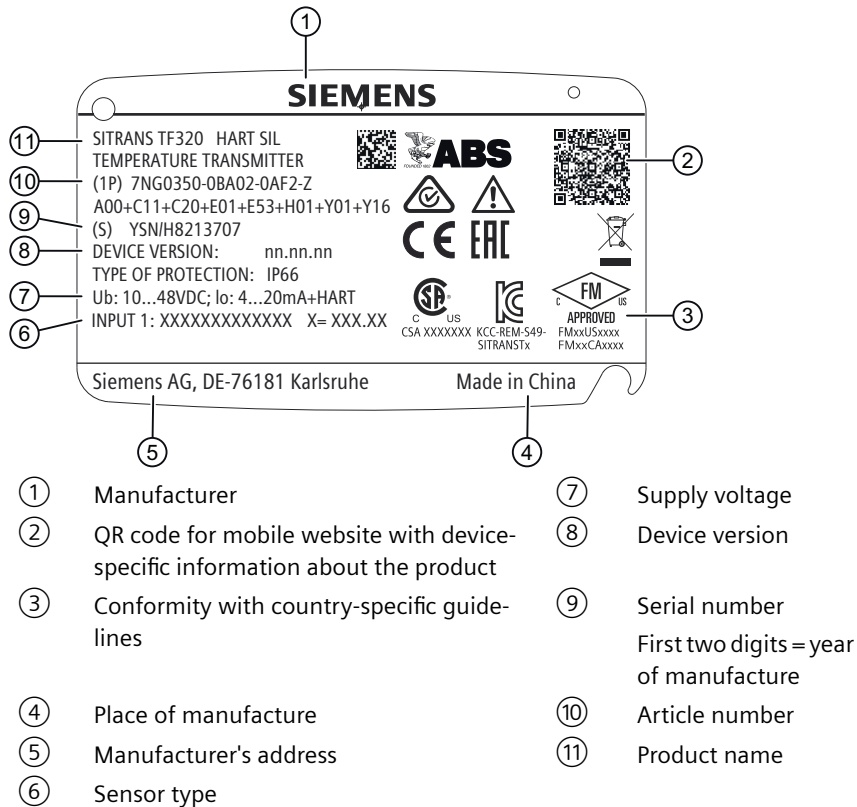 ①
SIEMENS
⑪ SITRANS TF320 HART SIL
TEMPERATURE TRANSMITTER
⑩ (1P) 7NG0350-0BA02-0AF2-Z
A00+C11+C20+E01+E53+H01+Y01+Y16
⑨ (S) YSN/H8213707
⑧ DEVICE VERSION: nn.nn.nn
TYPE OF PROTECTION: IP66
⑦ Ub: 10...48VDC; Io: 4...20mA+HART
⑥ INPUT 1: XXXXXXXXXXXXX X= XXX.XX
FOUNDED 1862
ABS
②
CE EAC
CSA®
C US
CSA XXXXXXX
KC
KCC-REM-S49-
SITRANSTx
C FM US
APPROVED
FMxxUSxxxx
FMxxCAxxxx
③
Siemens AG, DE-76181 Karlsruhe Made in China
⑤ ④
① Manufacturer
② QR code for mobile website with device-
specific information about the product
③ Conformity with country-specific guide-
lines
④ Place of manufacture
⑤ Manufacturer's address
⑥ Sensor type
⑦ Supply voltage
⑧ Device version
⑨ Serial number
First two digits = year
of manufacture
⑩ Article number
⑪ Product name